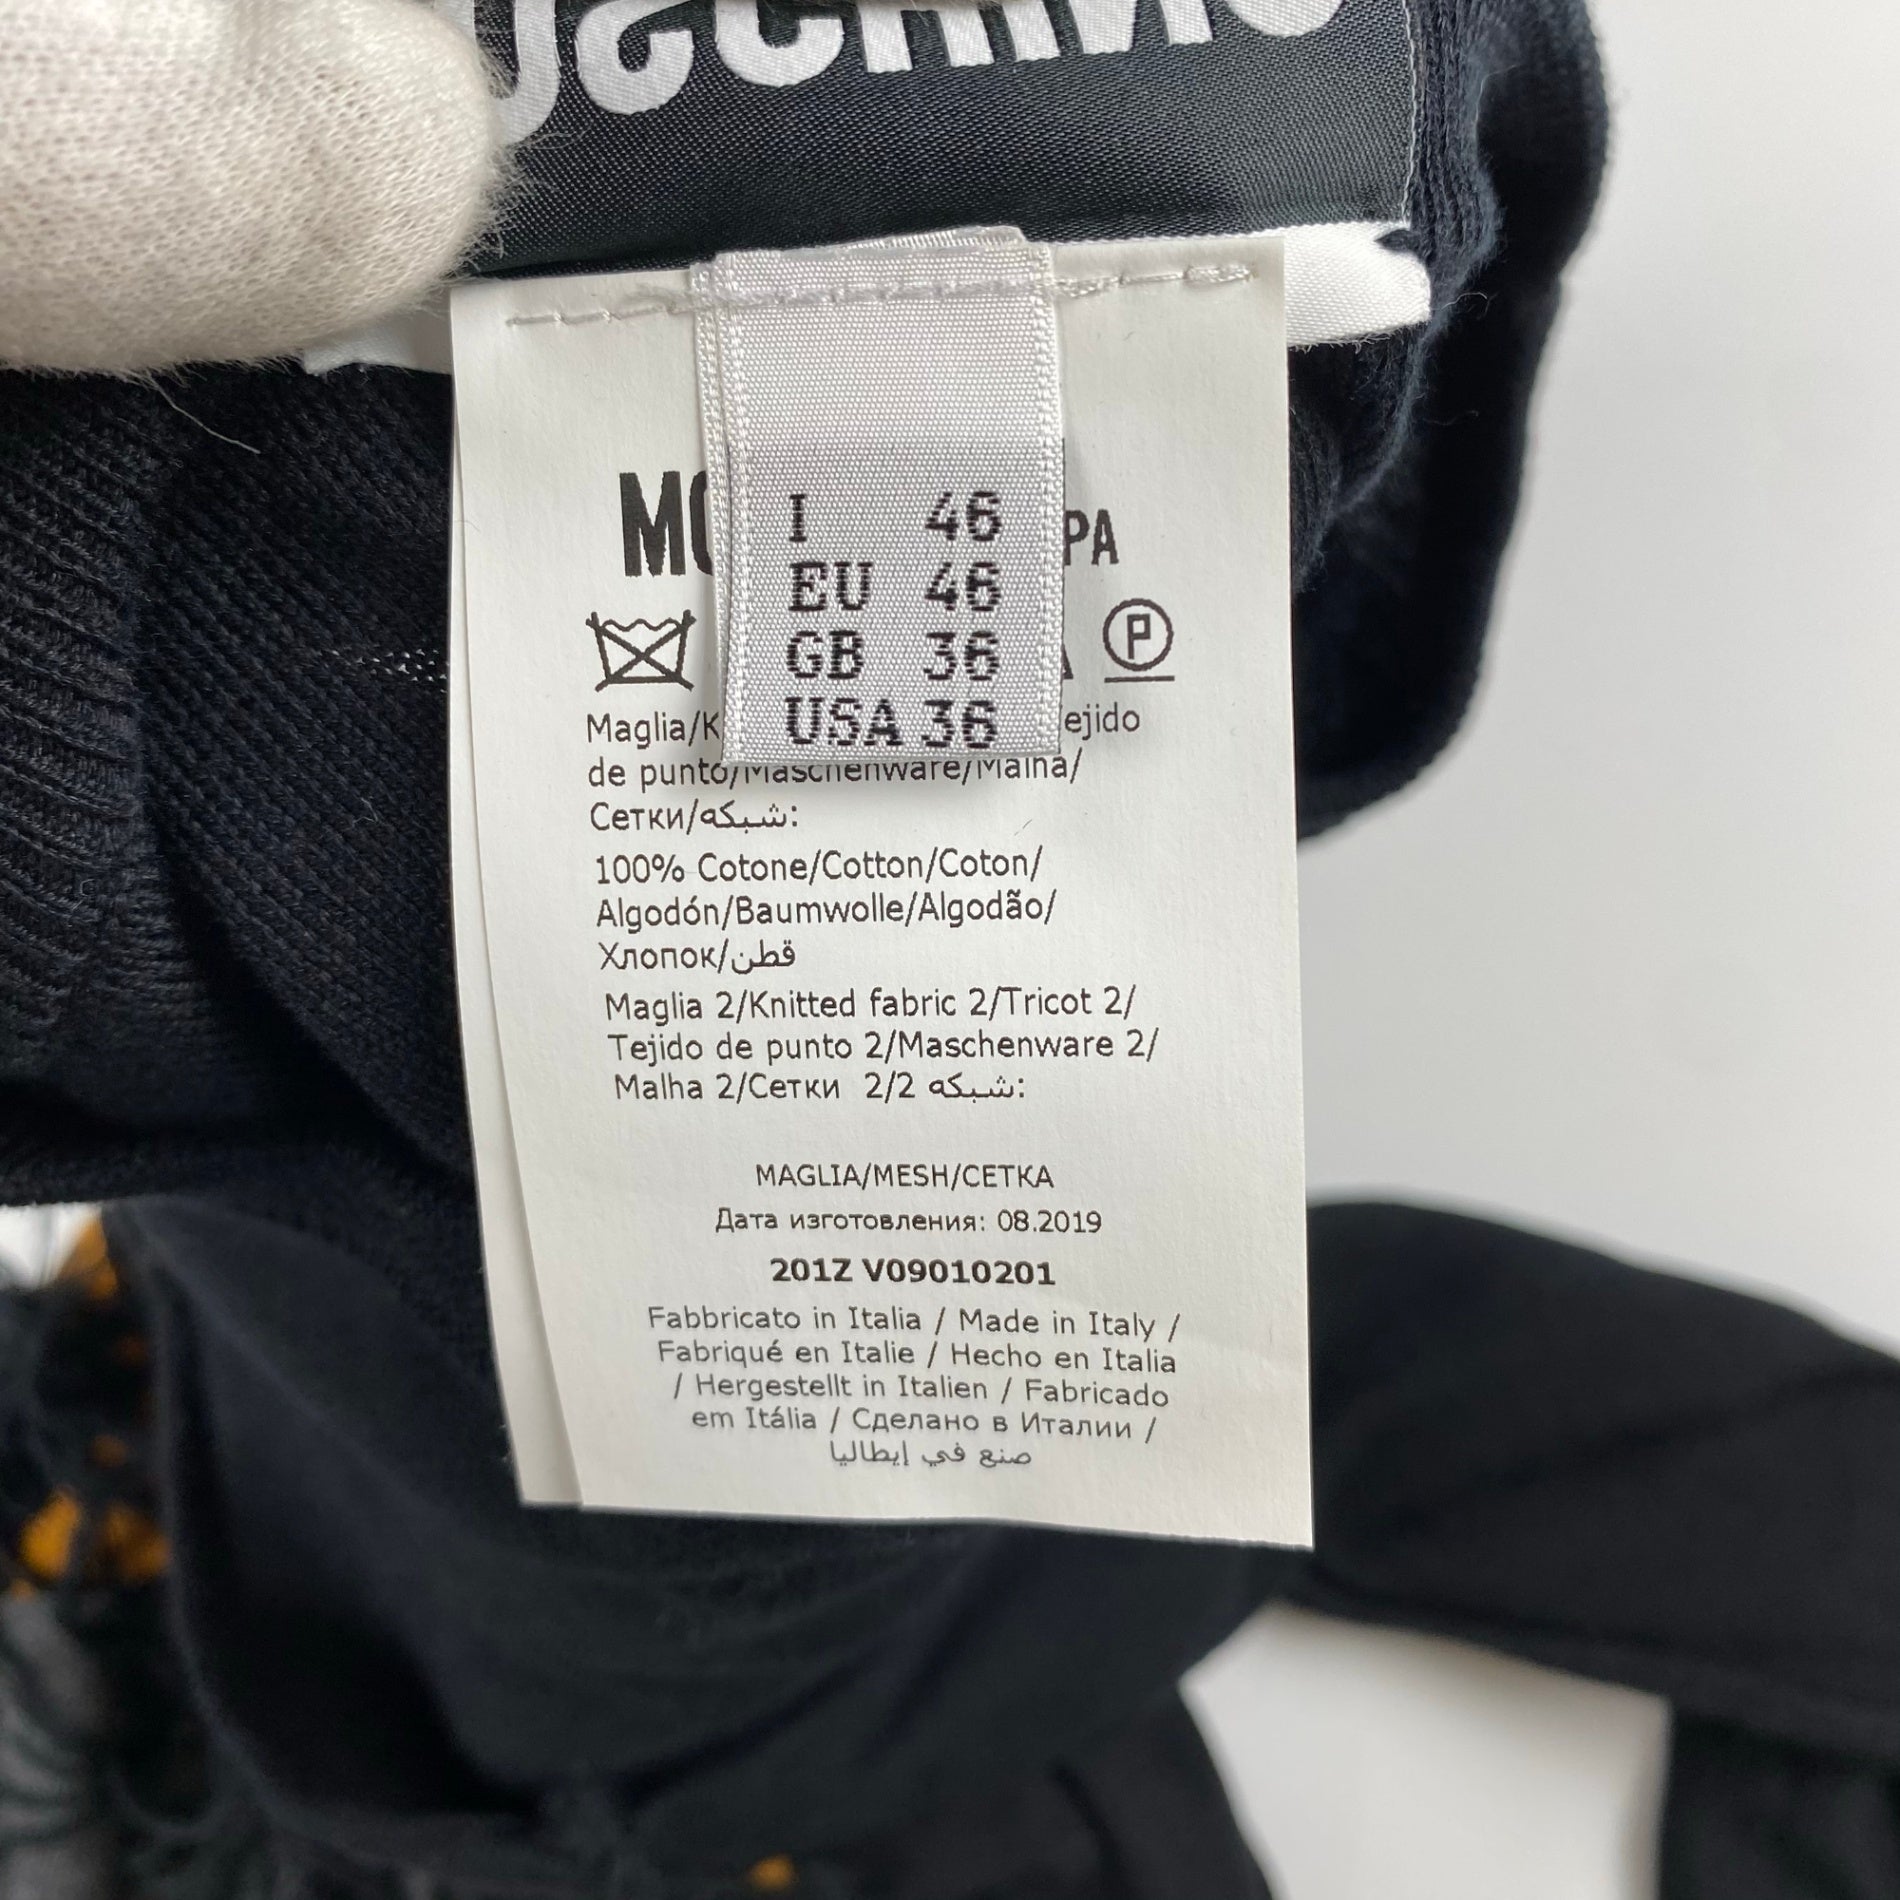 I 46
EU 46
GB 36
USA 36
PA
P
Maglia/K ejido
de punto/Maschenware/Malha/
Сетки/شبكه:
100% Cotone/Cotton/Coton/
Algodón/Baumwolle/Algodão/
Хлопок/قطن
Maglia 2/Knitted fabric 2/Tricot 2/
Tejido de punto 2/Maschenware 2/
Malha 2/Сетки 2/2 شبكه:
MAGLIA/MESH/СЕТКА
Дата изготовления: 08.2019
201Z V09010201
Fabbricato in Italia / Made in Italy /
Fabriqué en Italie / Hecho en Italia
/ Hergestellt in Italien / Fabricado
em Itália / Сделано в Италии /
صنع في إيطاليا